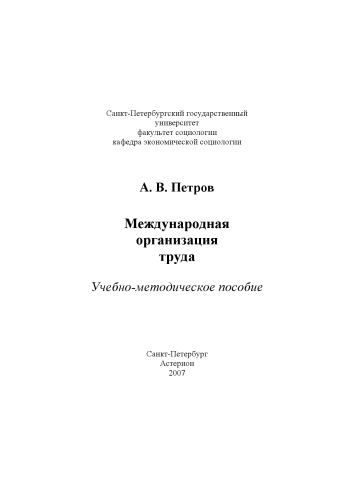 Санкт-Петербургский государственный
университет
факультет социологии
кафедра экономической социологии
А. В. Петров
Международная
организация
труда
Учебно-методическое пособие
Санкт-Петербург
Астерион
2007